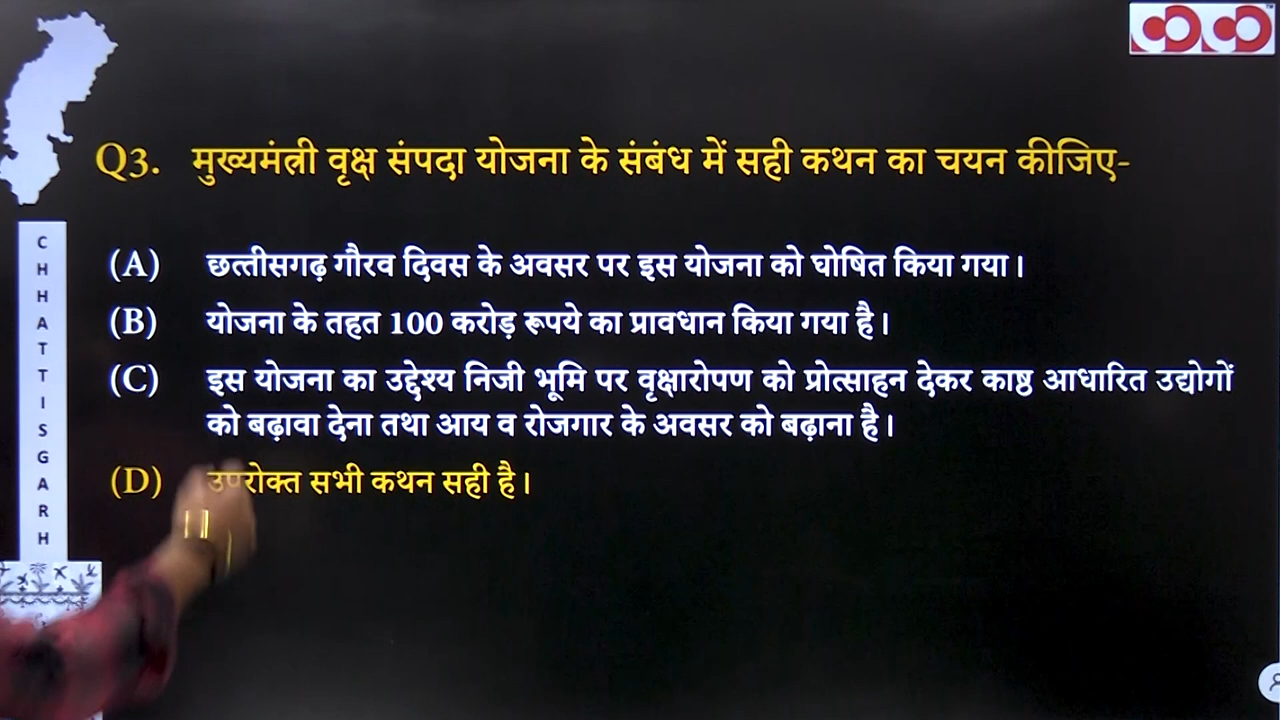 Q3. मुख्यमंत्री वृक्ष संपदा योजना के संबंध में सही कथन का चयन कीजिए-
(A) छत्तीसगढ़ गौरव दिवस के अवसर पर इस योजना को घोषित किया गया।
(B) योजना के तहत 100 करोड़ रूपये का प्रावधान किया गया है।
(C) इस योजना का उद्देश्य निजी भूमि पर वृक्षारोपण को प्रोत्साहन देकर काष्ठ आधारित उद्योगों
को बढ़ावा देना तथा आय व रोजगार के अवसर को बढ़ाना है।
(D) उपरोक्त सभी कथन सही है।
CHHATTISGARH